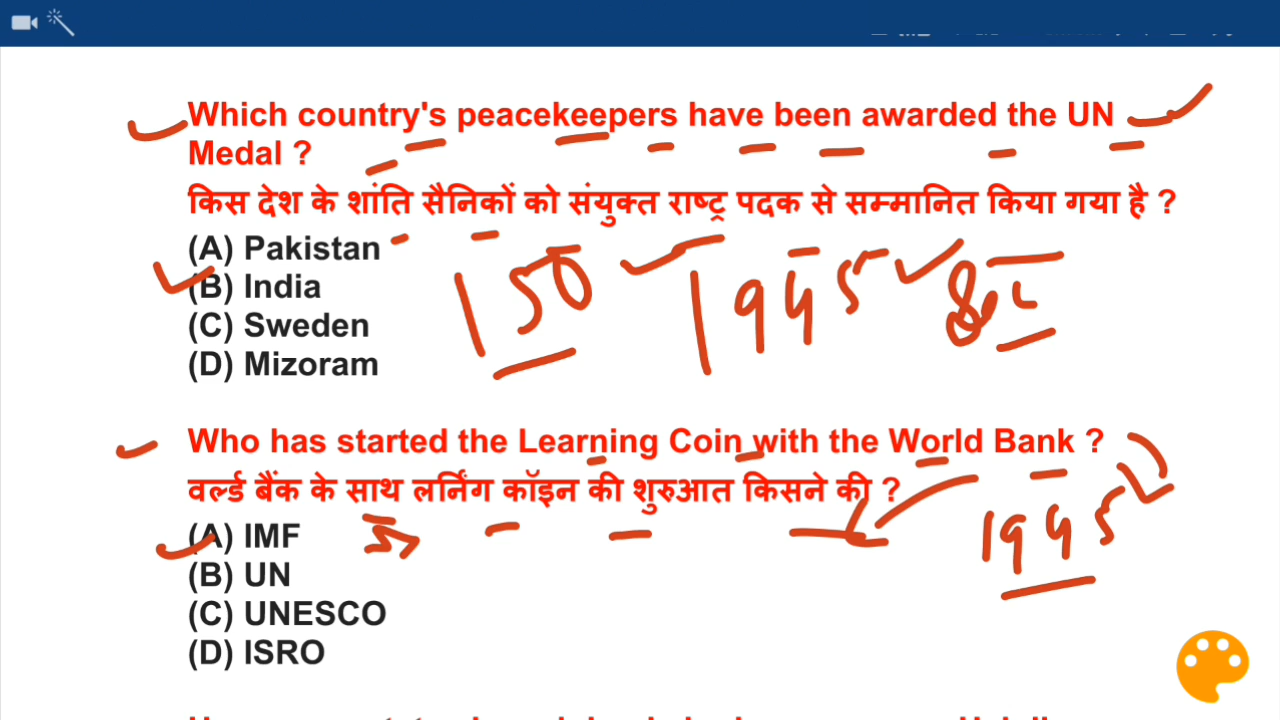 Which country's peacekeepers have been awarded the UN
Medal ?
किस देश के शांति सैनिकों को संयुक्त राष्ट्र पदक से सम्मानित किया गया है ?
(A) Pakistan
(B) India
(C) Sweden
(D) Mizoram
150 1945
Who has started the Learning Coin with the World Bank ?
वर्ल्ड बैंक के साथ लर्निंग कॉइन की शुरुआत किसने की ?
(A) IMF
(B) UN
(C) UNESCO
(D) ISRO
1945